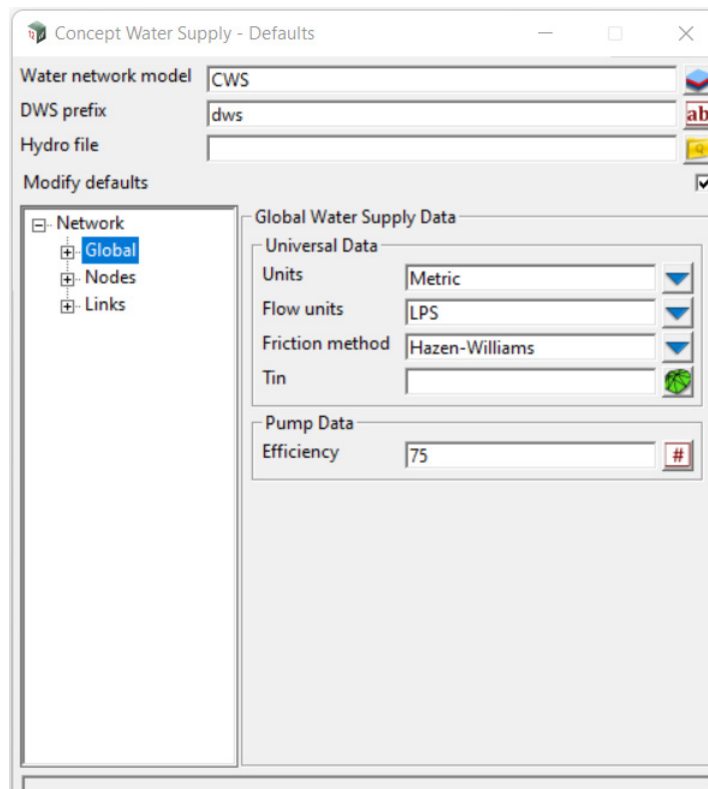 Concept Water Supply - Defaults
Water network model CWS
DWS prefix dws ab
Hydro file
Modify defaults
Network
Global
Nodes
Links
Global Water Supply Data
Universal Data
Units Metric
Flow units LPS
Friction method Hazen-Williams
Tin
Pump Data
Efficiency 75 #